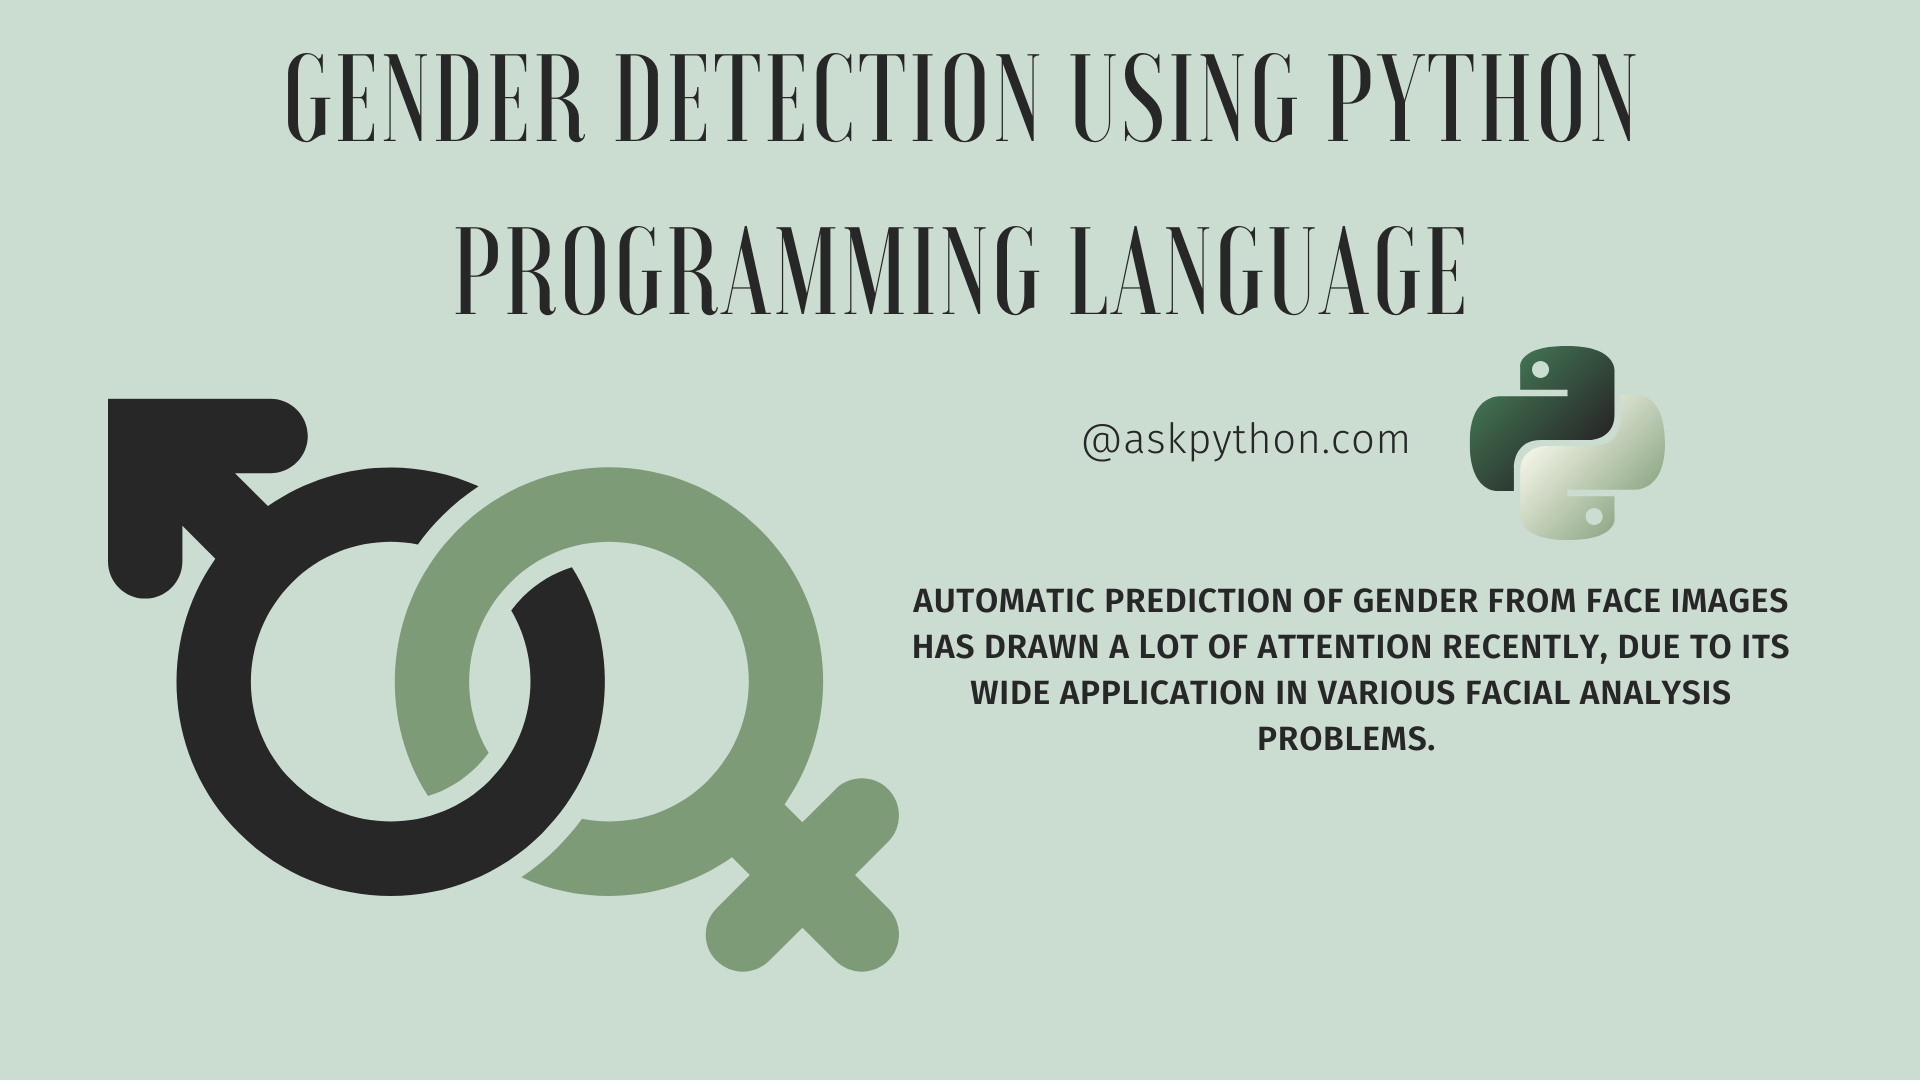 GENDER DETECTION USING PYTHON
PROGRAMMING LANGUAGE
@askpython.com
AUTOMATIC PREDICTION OF GENDER FROM FACE IMAGES
HAS DRAWN A LOT OF ATTENTION RECENTLY, DUE TO ITS
WIDE APPLICATION IN VARIOUS FACIAL ANALYSIS
PROBLEMS.